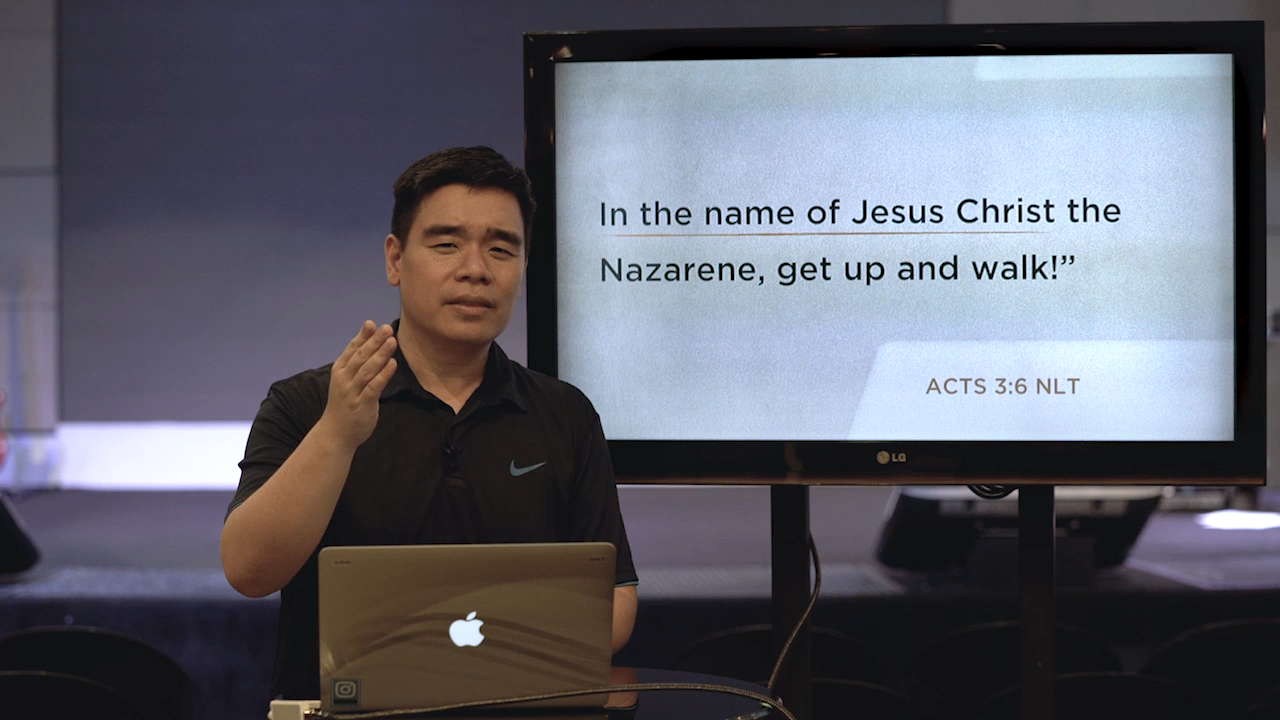 In the name of Jesus Christ the
Nazarene, get up and walk!”
ACTS 3:6 NLT
LG